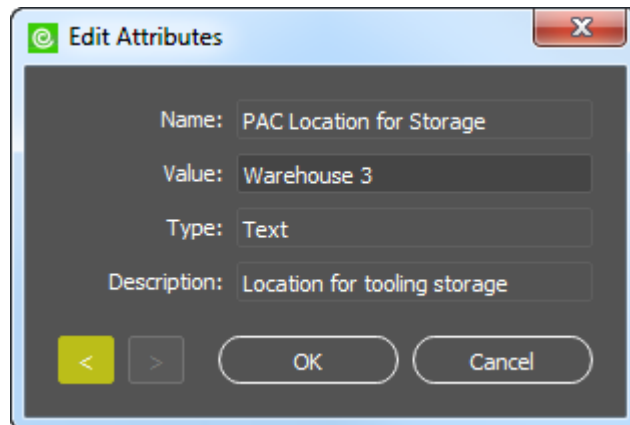 Edit Attributes
Name: PAC Location for Storage
Value: Warehouse 3
Type: Text
Description: Location for tooling storage
< > OK Cancel